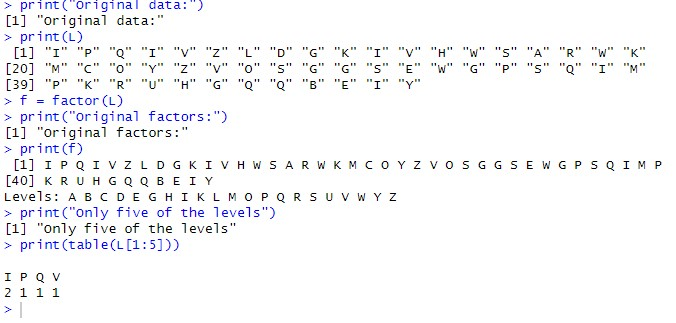 > print("Original data:")
[1] "Original data:"
> print(L)
 [1] "I" "P" "Q" "I" "V" "Z" "L" "D" "G" "K" "I" "V" "H" "W" "S" "A" "R" "W" "K"
[20] "M" "C" "O" "Y" "Z" "V" "O" "S" "G" "G" "S" "E" "W" "G" "P" "S" "Q" "I" "M"
[39] "P" "K" "R" "U" "H" "G" "Q" "Q" "B" "E" "I" "Y"
> f = factor(L)
> print("Original factors:")
[1] "Original factors:"
> print(f)
 [1] I P Q I V Z L D G K I V H W S A R W K M C O Y Z V O S G G S E W G P S Q I M P
[40] K R U H G Q Q B E I Y
Levels: A B C D E G H I K L M O P Q R S U V W Y Z
> print("Only five of the levels")
[1] "Only five of the levels"
> print(table(L[1:5]))
I P Q V
2 1 1 1
>